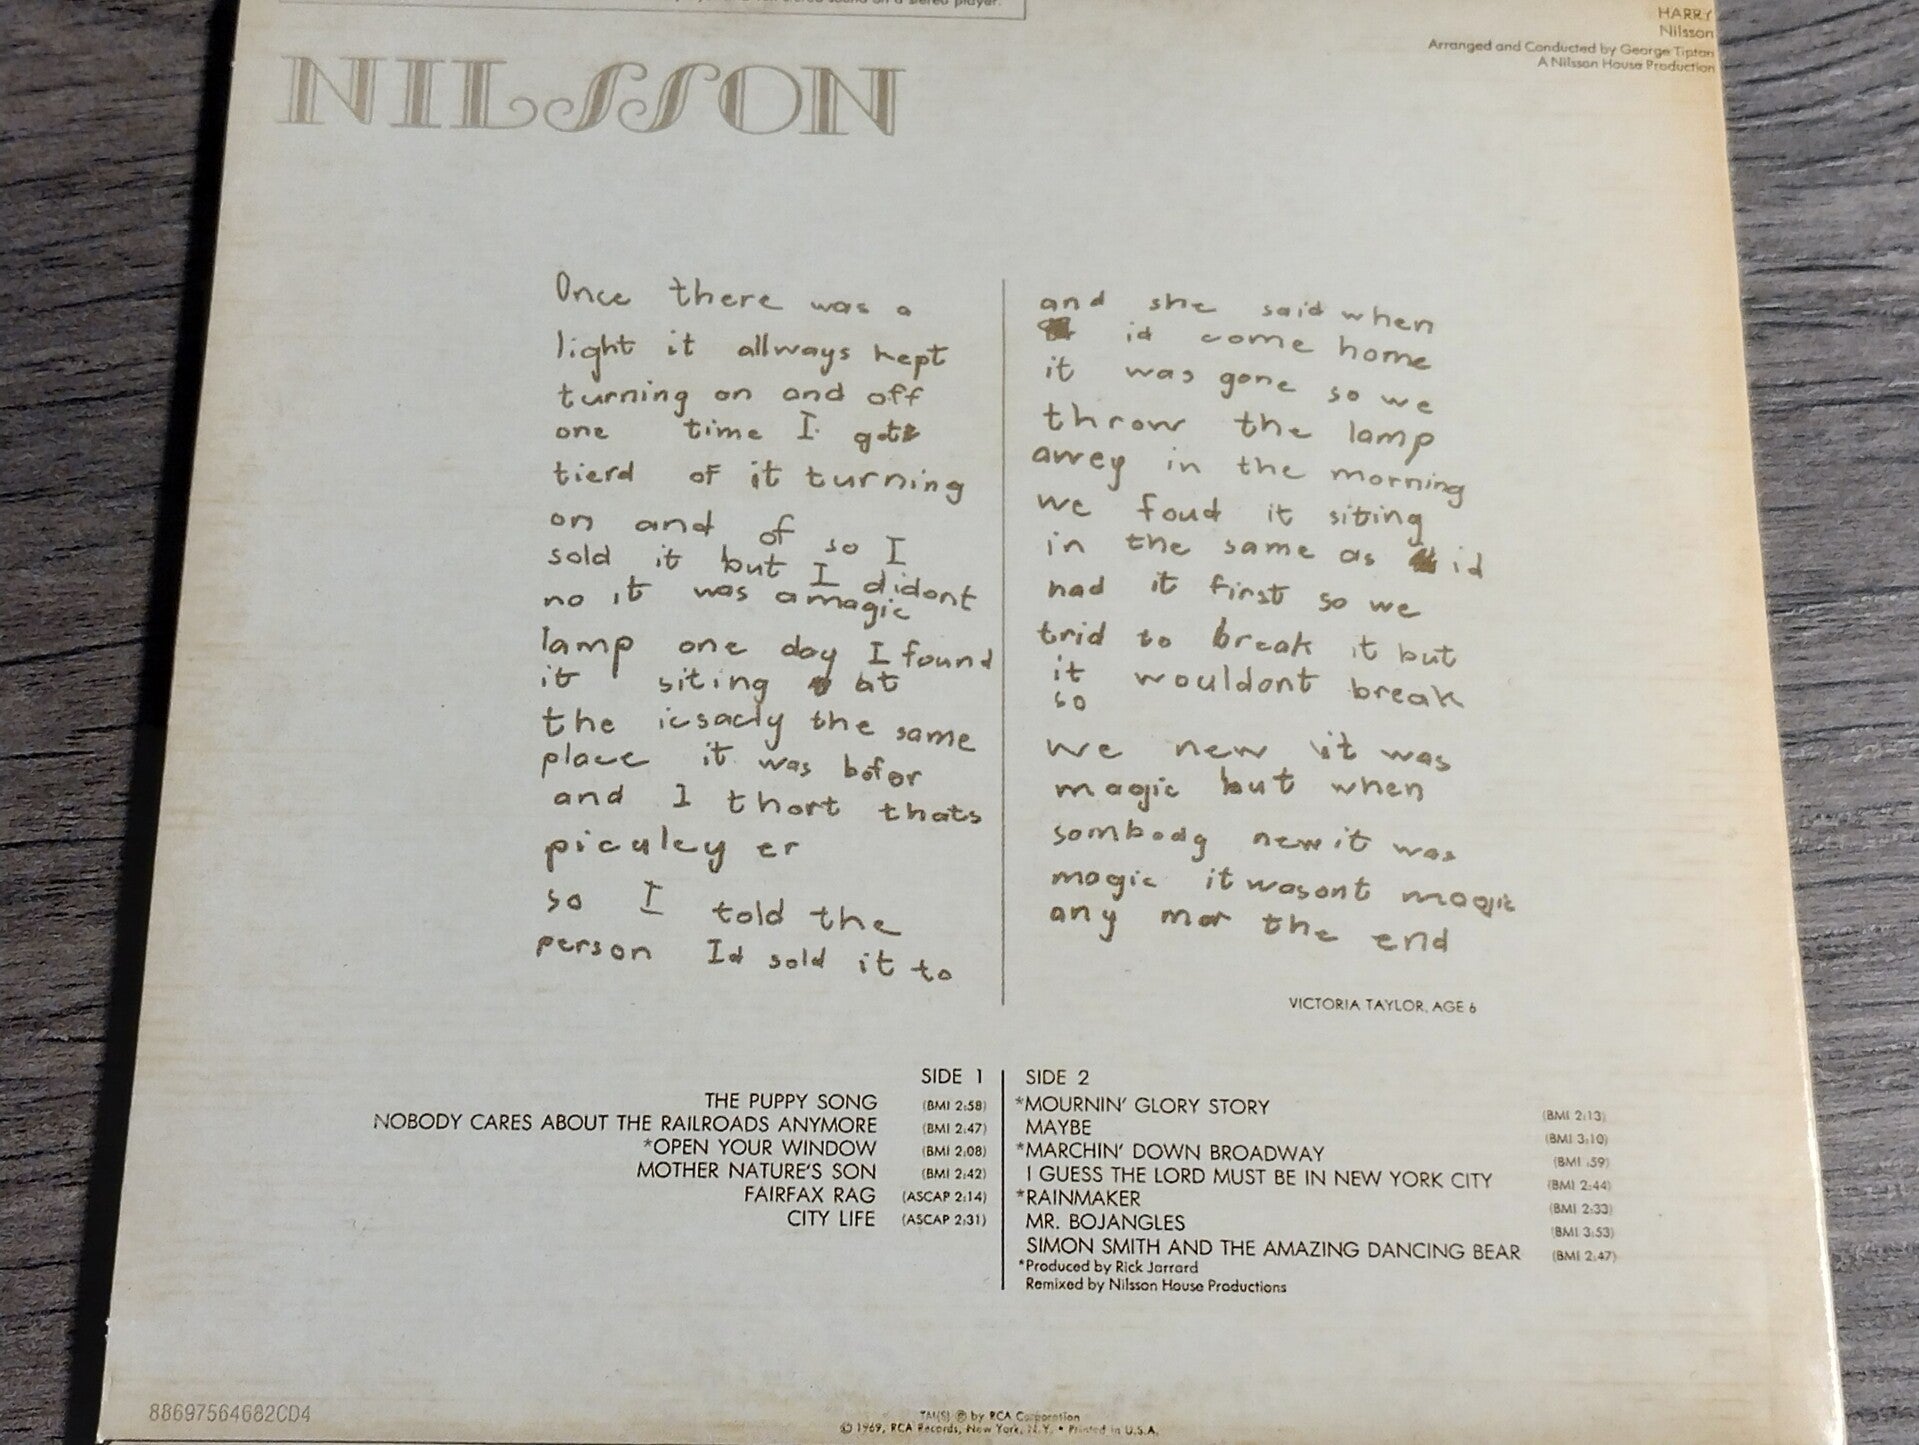 sound on a stereo player.
HARRY
Nilsson
Arranged and Conducted by George Tipton
A Nilsson House Production
NILSSON
Once there was a
light it allways kept
turning on and off
one time I got
tierd of it turning
on and of so I
sold it but I didont
no it was a magic
lamp one day I found
it siting at
the icsacly the same
place it was bofor
and I thort thats
piculey er
so I told the
person Id sold it to
and she said when
id come home
it was gone so we
throw the lamp
awey in the morning
we foud it siting
in the same as id
had it first so we
trid to break it but
it wouldont break
so
we new it was
magic but when
sombody new it was
magic it wasont magic
any mor the end
VICTORIA TAYLOR, AGE 6
SIDE 1
THE PUPPY SONG (BMI 2:58)
NOBODY CARES ABOUT THE RAILROADS ANYMORE (BMI 2:47)
*OPEN YOUR WINDOW (BMI 2:08)
MOTHER NATURE'S SON (BMI 2:42)
FAIRFAX RAG (ASCAP 2:14)
CITY LIFE (ASCAP 2:31)
SIDE 2
*MOURNIN' GLORY STORY (BMI 2:13)
MAYBE (BMI 3:10)
*MARCHIN' DOWN BROADWAY (BMI :59)
I GUESS THE LORD MUST BE IN NEW YORK CITY (BMI 2:44)
*RAINMAKER (BMI 2:33)
MR. BOJANGLES (BMI 3:53)
SIMON SMITH AND THE AMAZING DANCING BEAR (BMI 2:47)
*Produced by Rick Jarrard
Remixed by Nilsson House Productions
88697564682CD4
TM(S) ® by RCA Corporation
© 1969, RCA Records, New York, N.Y. • Printed in U.S.A.